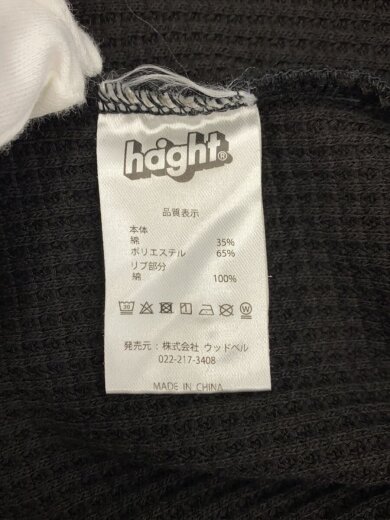 haight®
品質表示
本体
綿 35%
ポリエステル 65%
リブ部分
綿 100%
30 W
発売元：株式会社 ウッドベル
022-217-3408
MADE IN CHINA